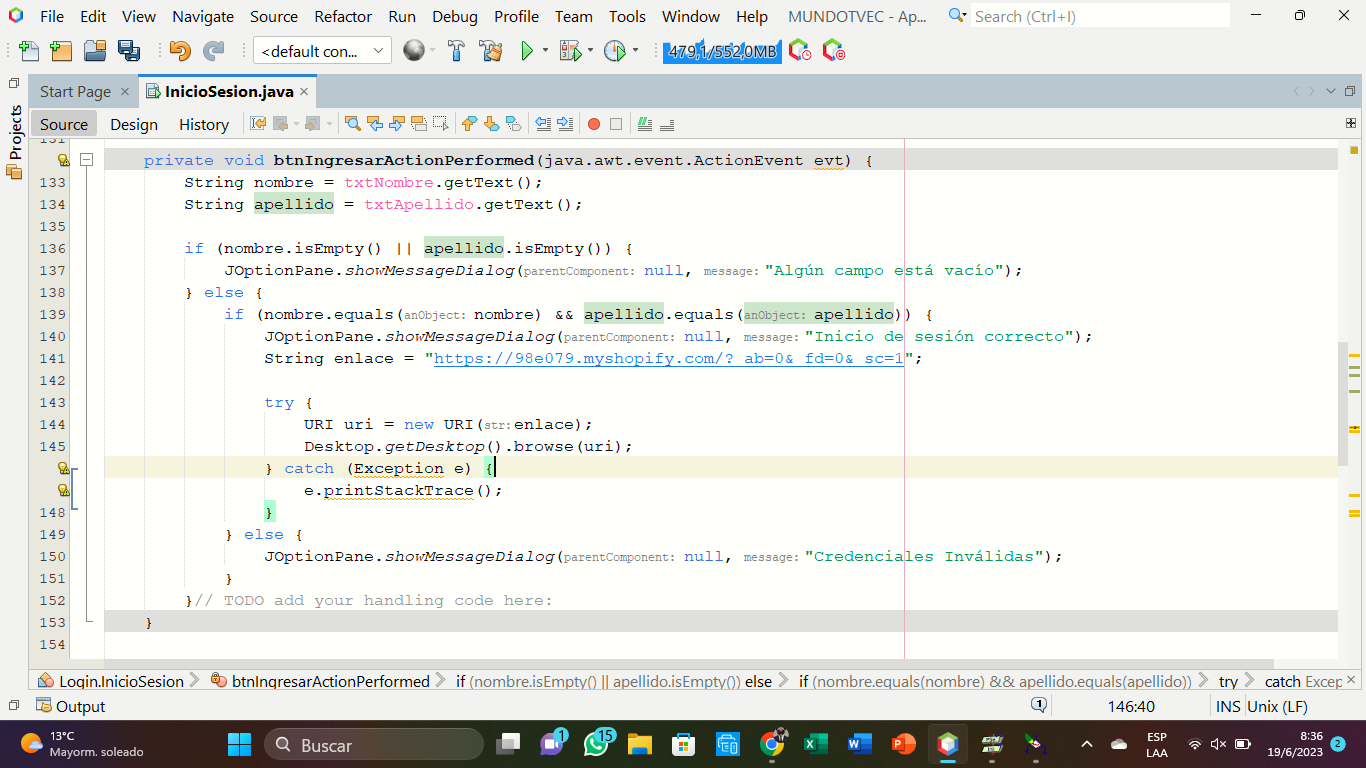 File Edit View Navigate Source Refactor Run Debug Profile Team Tools Window Help MUNDOTVEC - Ap... Search (Ctrl+I)
<default con... 479,1/552,0MB
Projects
Start Page × InicioSesion.java ×
Source Design History
131
private void btnIngresarActionPerformed(java.awt.event.ActionEvent evt) {
133 String nombre = txtNombre.getText();
134 String apellido = txtApellido.getText();
135
136 if (nombre.isEmpty() || apellido.isEmpty()) {
137 JOptionPane.showMessageDialog(parentComponent: null, message: "Algún campo está vacío");
138 } else {
139 if (nombre.equals(anObject: nombre) && apellido.equals(anObject: apellido)) {
140 JOptionPane.showMessageDialog(parentComponent: null, message: "Inicio de sesión correcto");
141 String enlace = "https://98e079.myshopify.com/?_ab=0&_fd=0&_sc=1";
142
143 try {
144 URI uri = new URI(str: enlace);
145 Desktop.getDesktop().browse(uri);
} catch (Exception e) {
e.printStackTrace();
148 }
149 } else {
150 JOptionPane.showMessageDialog(parentComponent: null, message: "Credenciales Inválidas");
151 }
152 }// TODO add your handling code here:
153 }
154
Login.InicioSesion btnIngresarActionPerformed if (nombre.isEmpty() || apellido.isEmpty()) else if (nombre.equals(nombre) && apellido.equals(apellido)) try catch Excep
Output 1 146:40 INS Unix (LF)
13°C
Mayorm. soleado
Buscar
1
15
ESP
LAA
8:36
19/6/2023
2